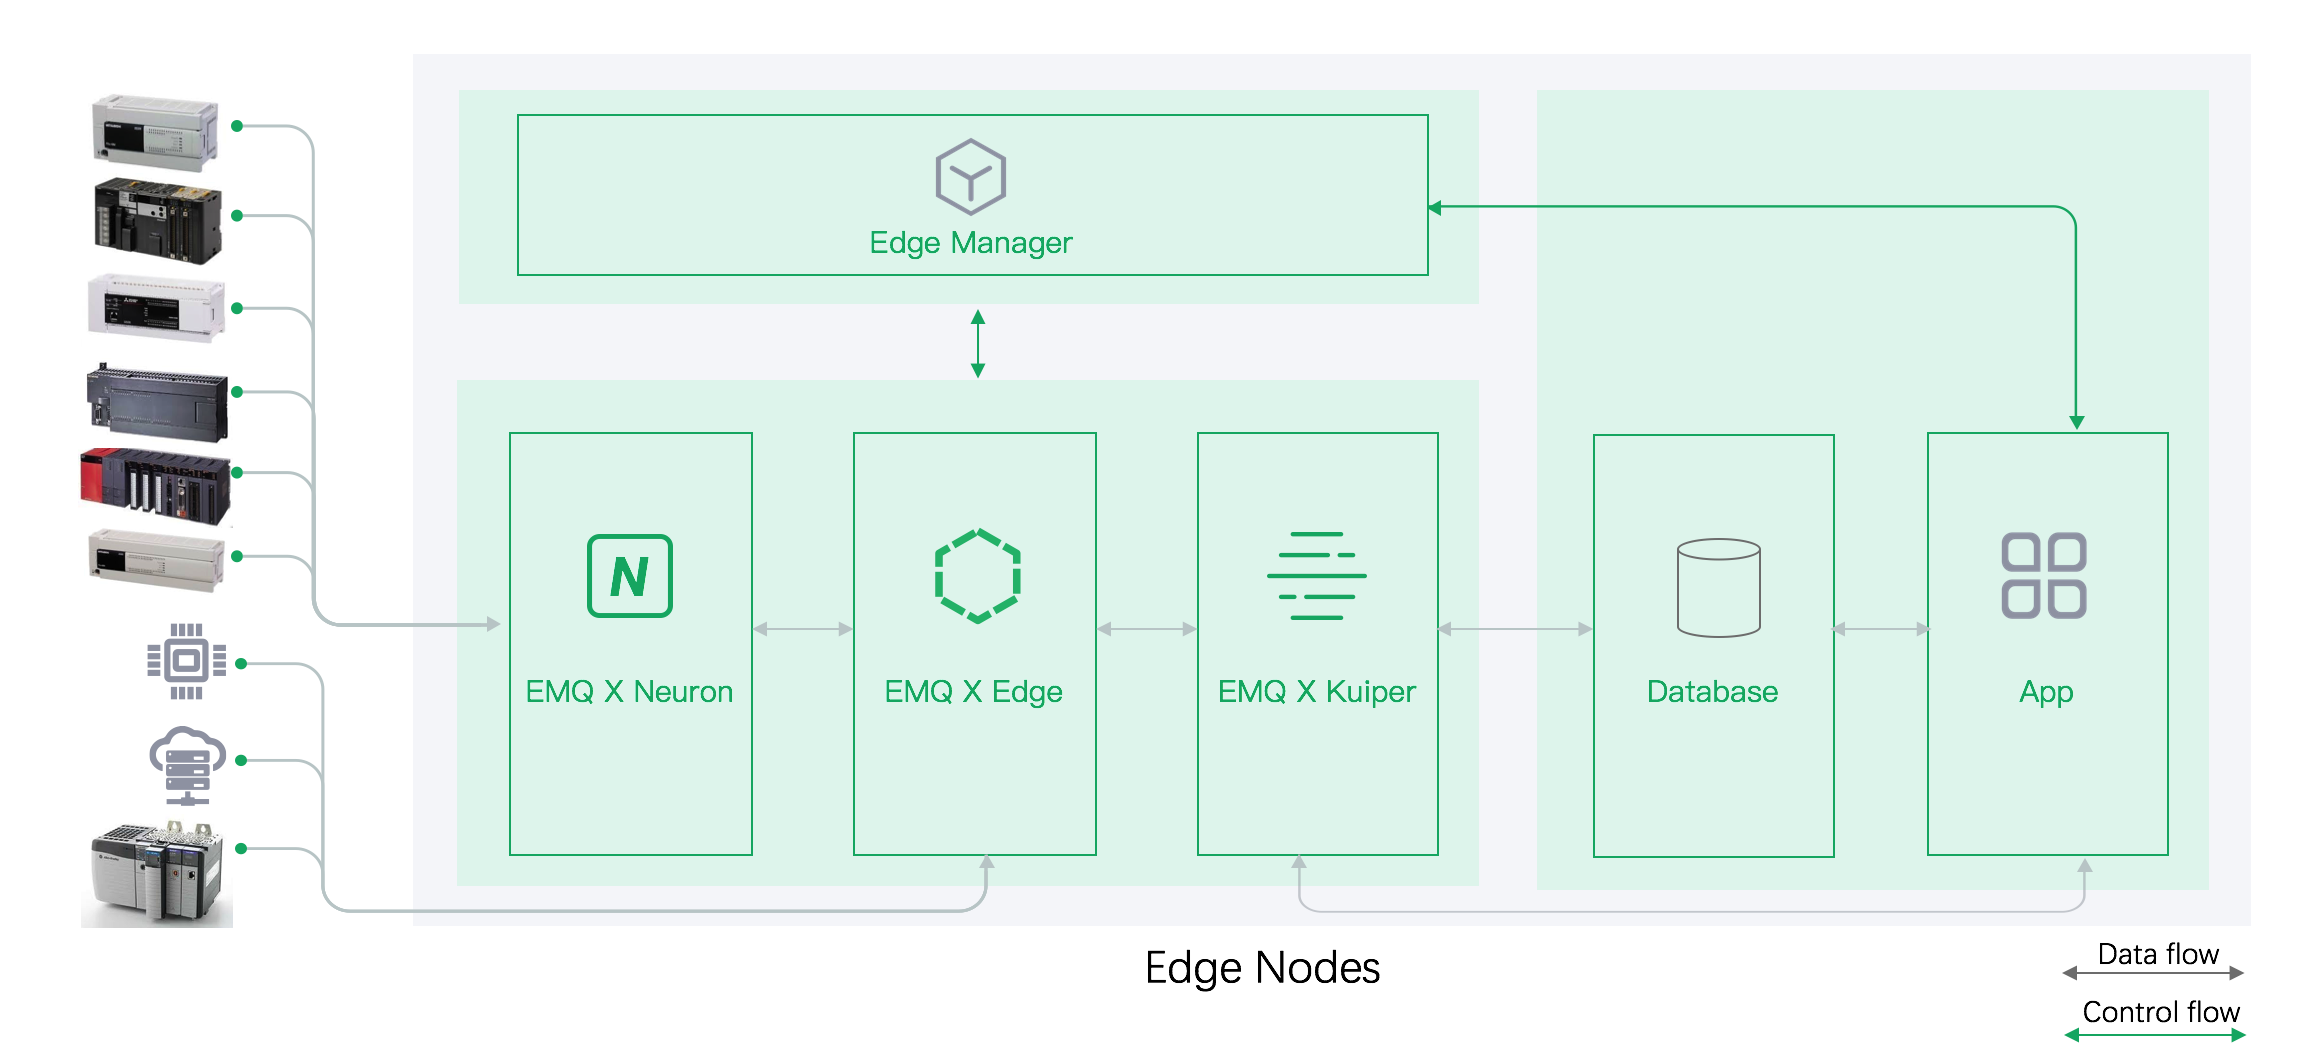 Edge Manager
N
EMQ X Neuron
EMQ X Edge
EMQ X Kuiper
Database
App
Edge Nodes
Data flow
Control flow